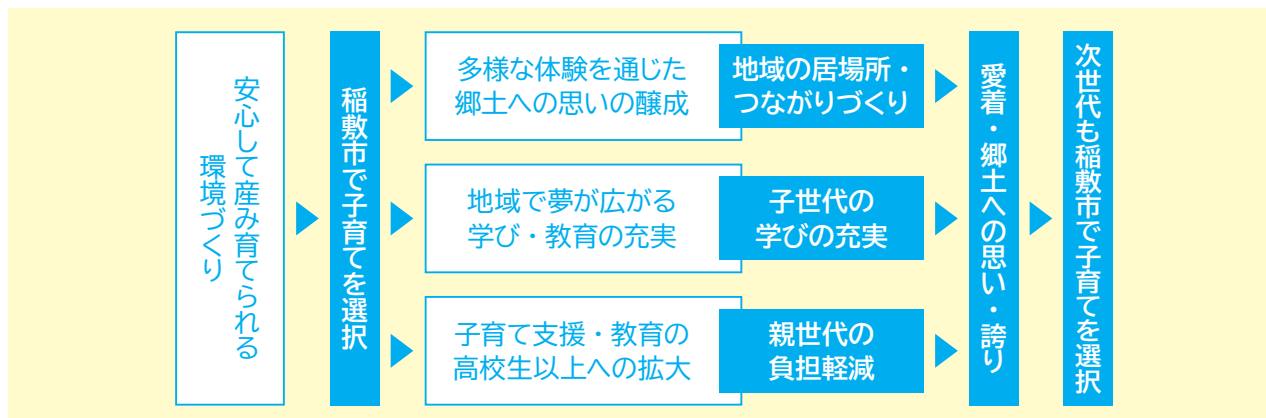 安心して産み育てられる
環境づくり
稲敷市で子育てを選択
多様な体験を通じた
郷土への思いの醸成
地域の居場所・
つながりづくり
地域で夢が広がる
学び・教育の充実
子世代の
学びの充実
子育て支援・教育の
高校生以上への拡大
親世代の
負担軽減
愛着・郷土への思い・誇り
次世代も稲敷市で子育てを選択